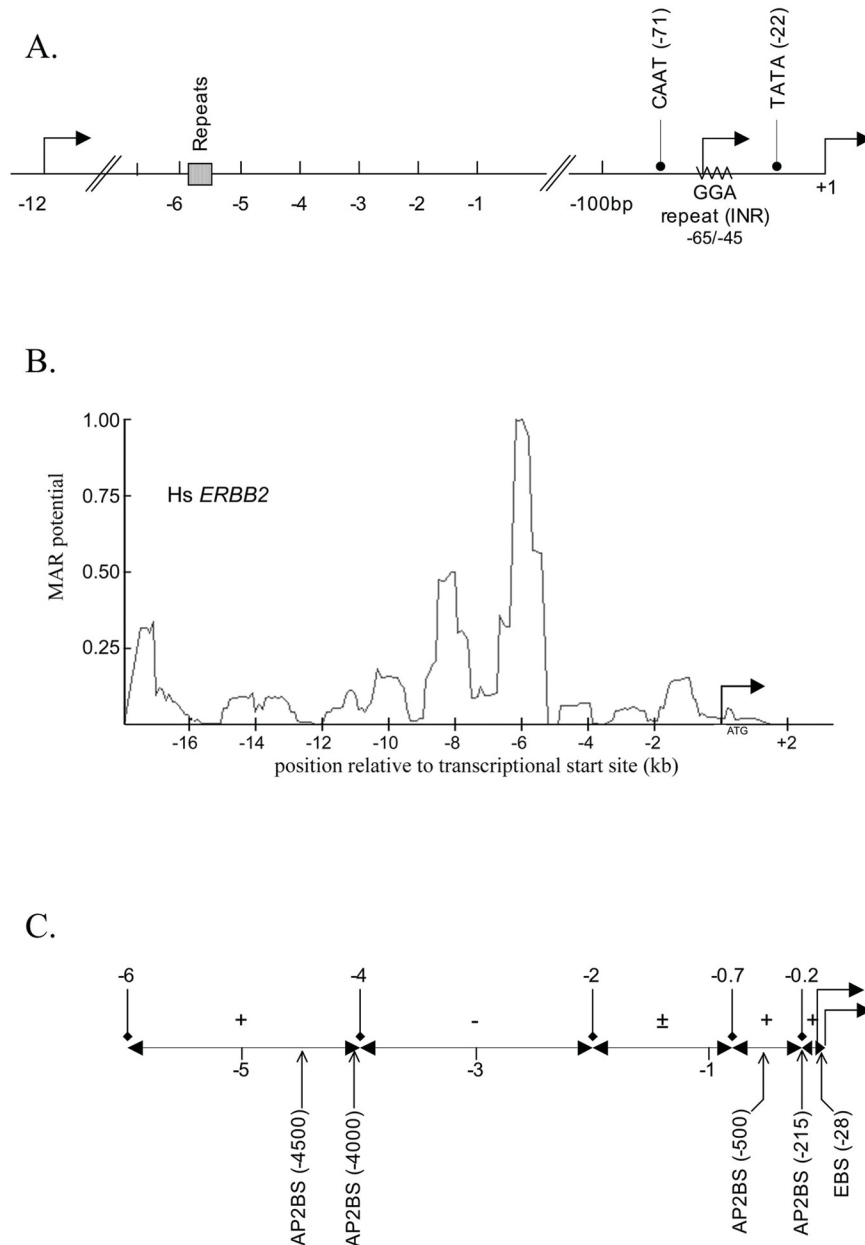 A.
CAAT (-71)
TATA (-22)
Repeats
-12
-6
-5
-4
-3
-2
-1
-100bp
GGA
repeat (INR)
-65/-45
+1
B.
1.00
0.75
0.50
0.25
MAR potential
Hs ERBB2
ATG
-16
-14
-12
-10
-8
-6
-4
-2
+2
position relative to transcriptional start site (kb)
C.
-6
-4
-2
-0.7
-0.2
+
-
±
+
+
-5
-3
-1
AP2BS (-4500)
AP2BS (-4000)
AP2BS (-500)
AP2BS (-215)
EBS (-28)